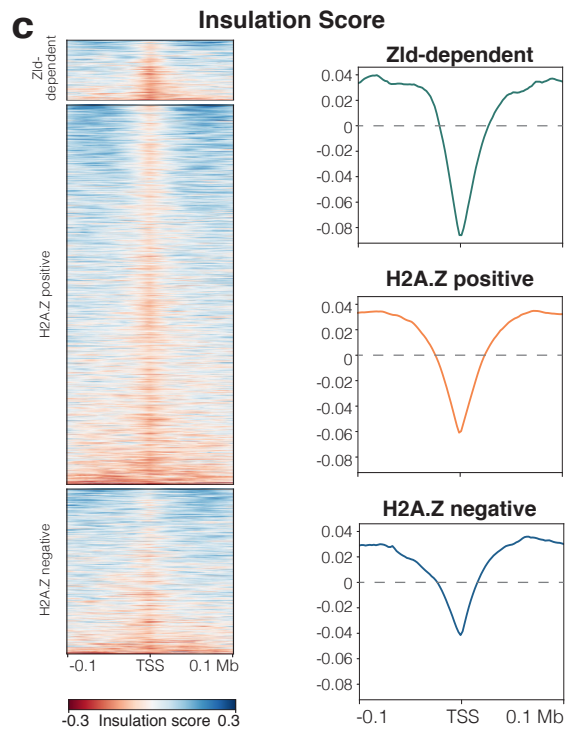 c
Insulation Score
Zld-
dependent
H2A.Z positive
H2A.Z negative
-0.1 TSS 0.1 Mb
-0.3 Insulation score 0.3
Zld-dependent
0.04
0.02
0
-0.02
-0.04
-0.06
-0.08
H2A.Z positive
0.04
0.02
0
-0.02
-0.04
-0.06
-0.08
H2A.Z negative
0.04
0.02
0
-0.02
-0.04
-0.06
-0.08
-0.1 TSS 0.1 Mb